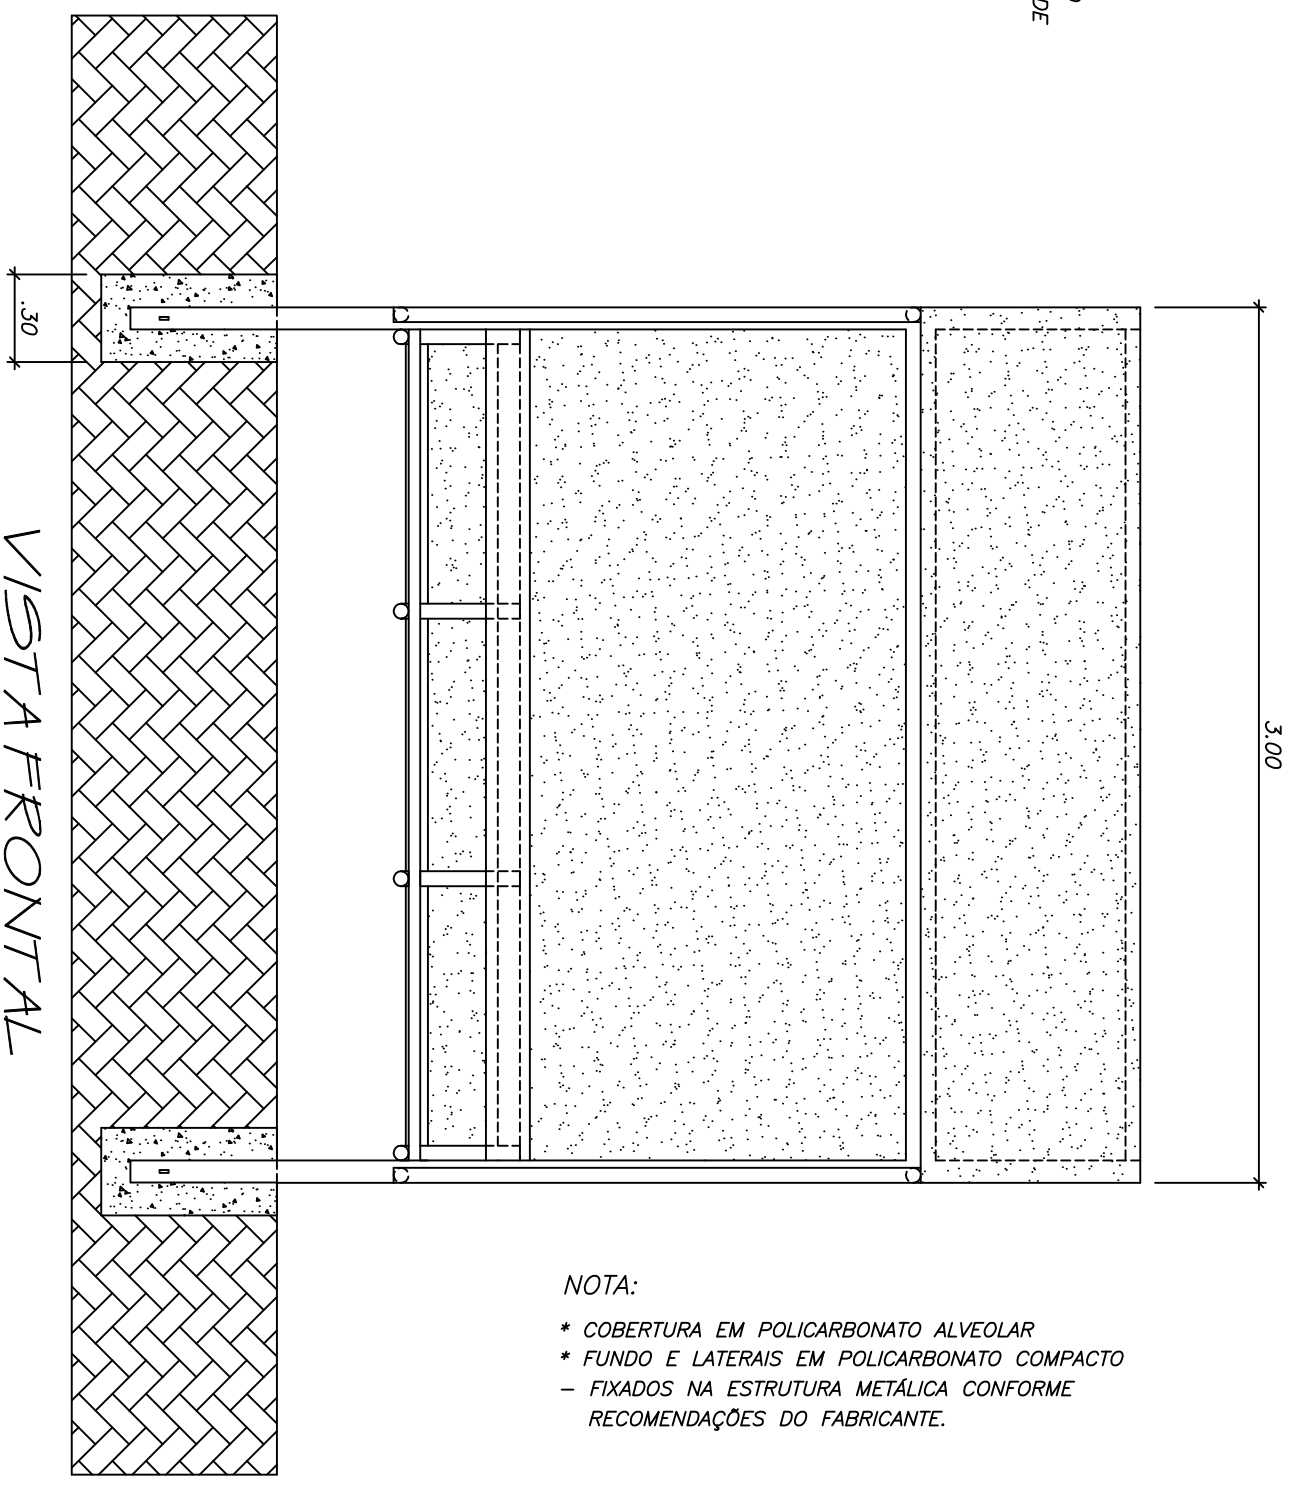 DE
3.00
.30
VISTA FRONTAL
NOTA:
* COBERTURA EM POLICARBONATO ALVEOLAR
* FUNDO E LATERAIS EM POLICARBONATO COMPACTO
– FIXADOS NA ESTRUTURA METÁLICA CONFORME
RECOMENDAÇÕES DO FABRICANTE.